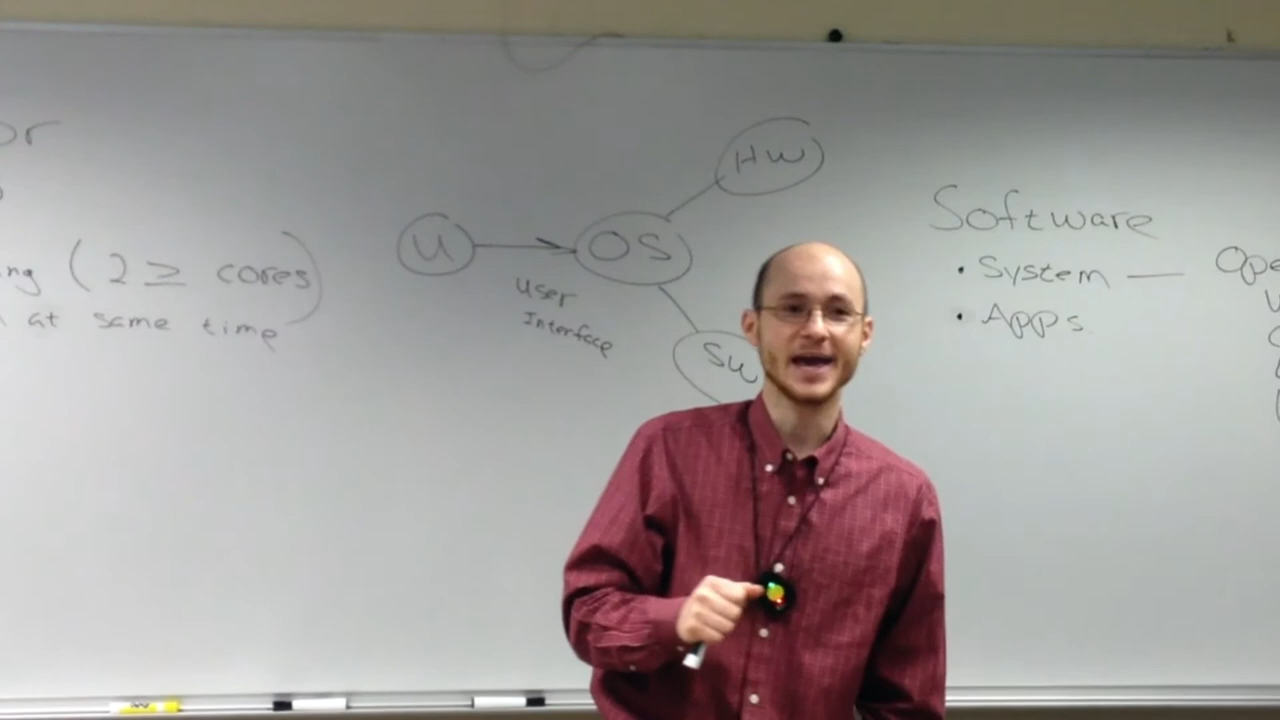 or
ng (2 ≥ cores)
at same time
U
OS
HW
User
Interface
SW
Software
• System — Ope
• Apps